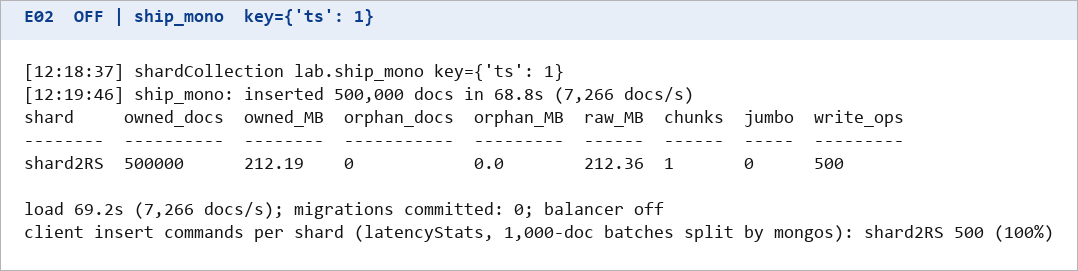 E02  OFF | ship_mono  key={'ts': 1}
[12:18:37] shardCollection lab.ship_mono key={'ts': 1}
[12:19:46] ship_mono: inserted 500,000 docs in 68.8s (7,266 docs/s)
shard     owned_docs  owned_MB  orphan_docs  orphan_MB  raw_MB  chunks  jumbo  write_ops
--------  ----------  --------  -----------  ---------  ------  ------  -----  ---------
shard2RS  500000      212.19    0            0.0        212.36  1       0      500
load 69.2s (7,266 docs/s); migrations committed: 0; balancer off
client insert commands per shard (latencyStats, 1,000-doc batches split by mongos): shard2RS 500 (100%)